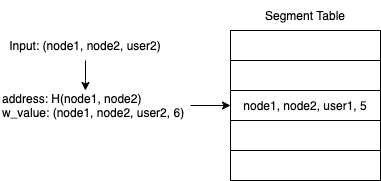 Segment Table
Input: (node1, node2, user2)
address: H(node1, node2)
w_value: (node1, node2, user2, 6)
node1, node2, user1, 5